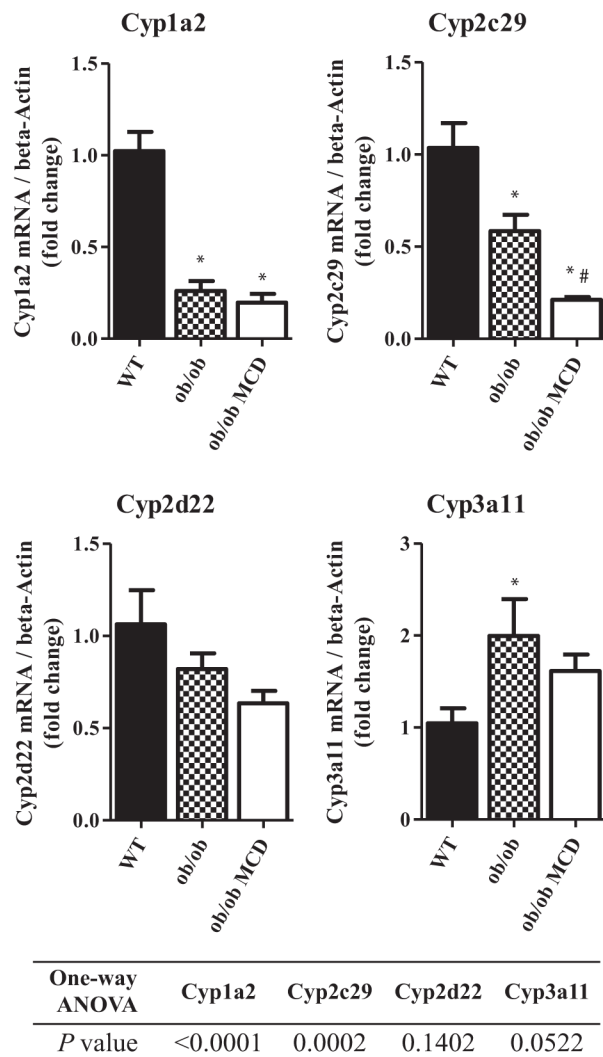 Cyp1a2
Cyp1a2 mRNA / beta-Actin
(fold change)
1.5
1.0
0.5
0.0
*
*
WT
ob/ob
ob/ob MCD
Cyp2c29
Cyp2c29 mRNA / beta-Actin
(fold change)
1.5
1.0
0.5
0.0
*
* #
WT
ob/ob
ob/ob MCD
Cyp2d22
Cyp2d22 mRNA / beta-Actin
(fold change)
1.5
1.0
0.5
0.0
WT
ob/ob
ob/ob MCD
Cyp3a11
Cyp3a11 mRNA / beta-Actin
(fold change)
3
2
1
0
*
WT
ob/ob
ob/ob MCD
One-way ANOVA Cyp1a2 Cyp2c29 Cyp2d22 Cyp3a11
P value <0.0001 0.0002 0.1402 0.0522